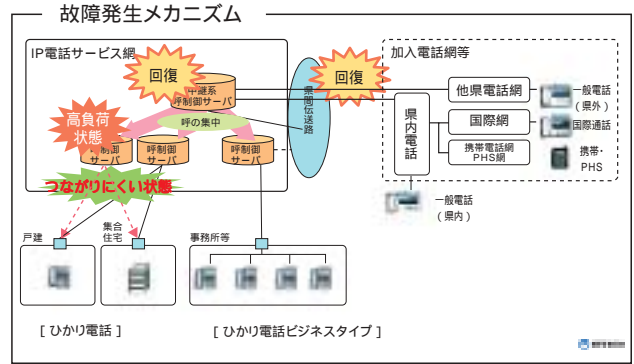 故障発生メカニズム
IP電話サービス網
回復
回復
加入電話網等
中継系
呼制御サーバ
県間伝送路
他県電話網
一般電話
(県外)
高負荷
状態
呼の集中
県内電話
国際網
国際通話
呼制御
サーバ
呼制御
サーバ
呼制御
サーバ
携帯電話網
PHS網
携帯・
PHS
つながりにくい状態
一般電話
(県内)
戸建
集合
住宅
事務所等
[ ひかり電話 ]
[ ひかり電話ビジネスタイプ ]